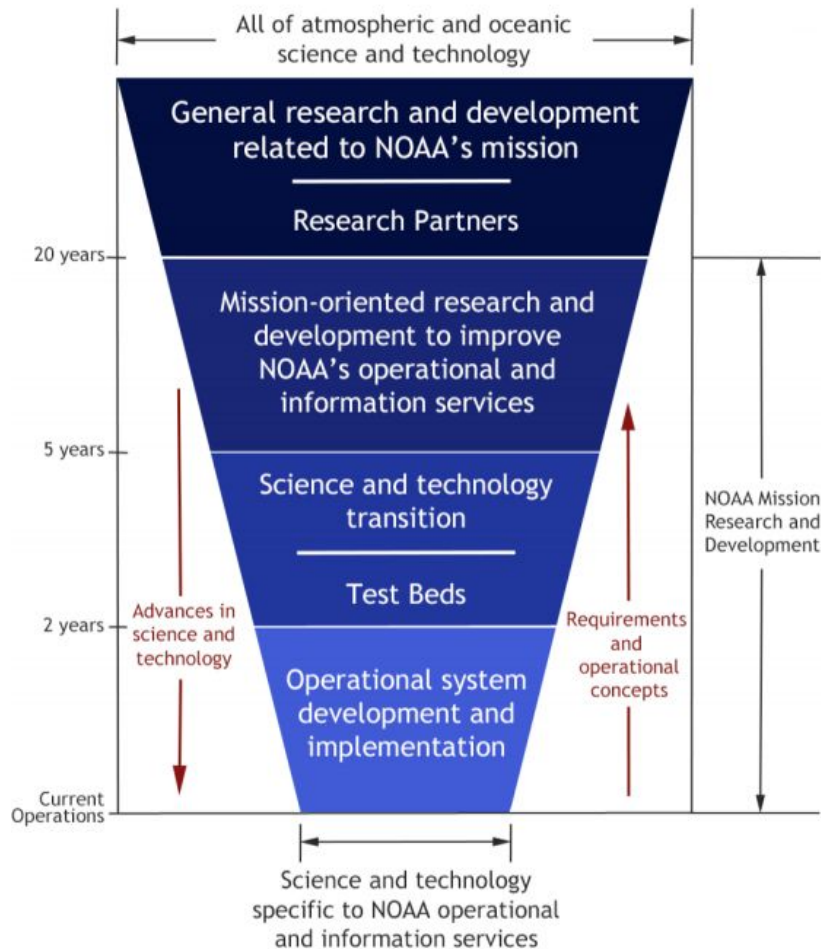 All of atmospheric and oceanic
science and technology
General research and development
related to NOAA’s mission
Research Partners
20 years
Mission-oriented research and
development to improve
NOAA’s operational and
information services
5 years
Science and technology
transition
Test Beds
NOAA Mission
Research and
Development
Advances in
science and
technology
Requirements
and
operational
concepts
2 years
Operational system
development and
implementation
Current
Operations
Science and technology
specific to NOAA operational
and information services